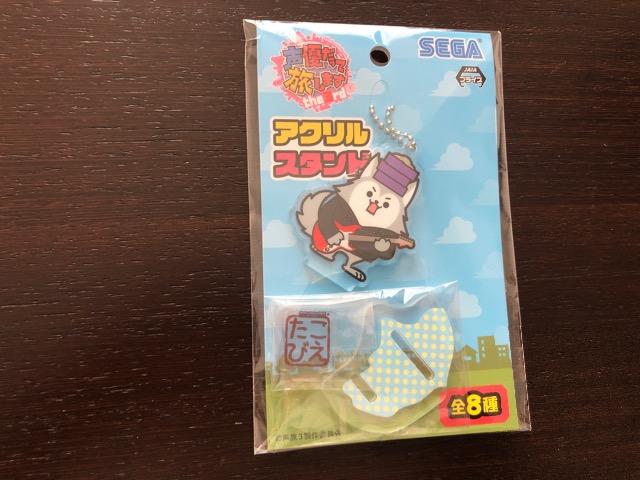 声優だって
旅します
the 3rd
SEGA
JAIA
プライズ
アクリル
スタンド
こえ
たび
全8種